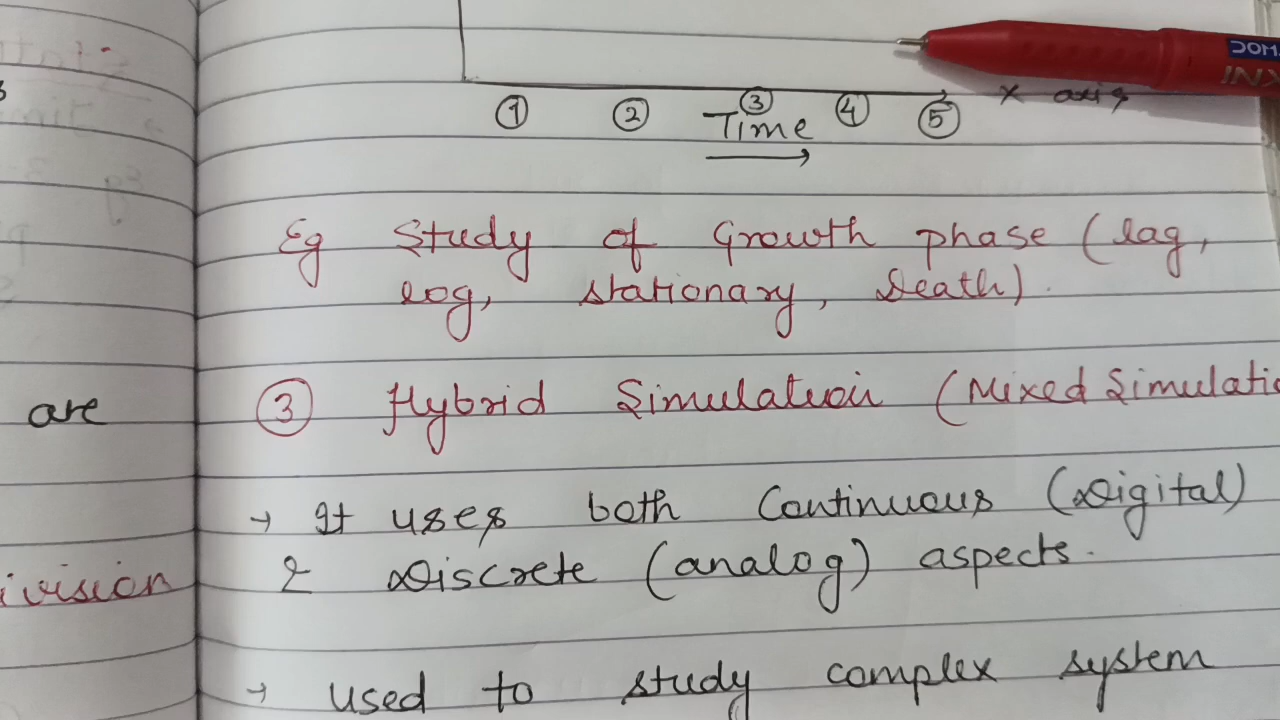 ① ② ③ ④ ⑤ x axis
Time
Eg Study of Growth phase (lag,
log, stationary, Death).
③ Hybrid Simulation (Mixed Simulatio
are
→ It uses both Continuous (Digital)
& Discrete (analog) aspects.
ivision
→ used to study complex system